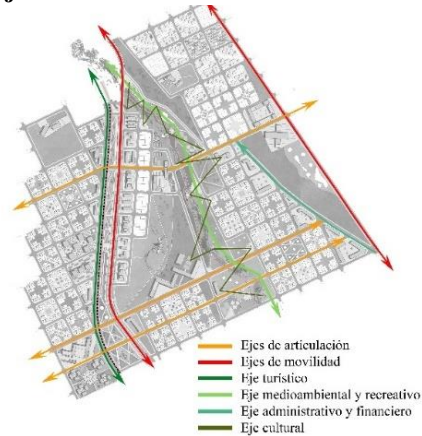 Ejes de articulación
Ejes de movilidad
Eje turístico
Eje medioambiental y recreativo
Eje administrativo y financiero
Eje cultural